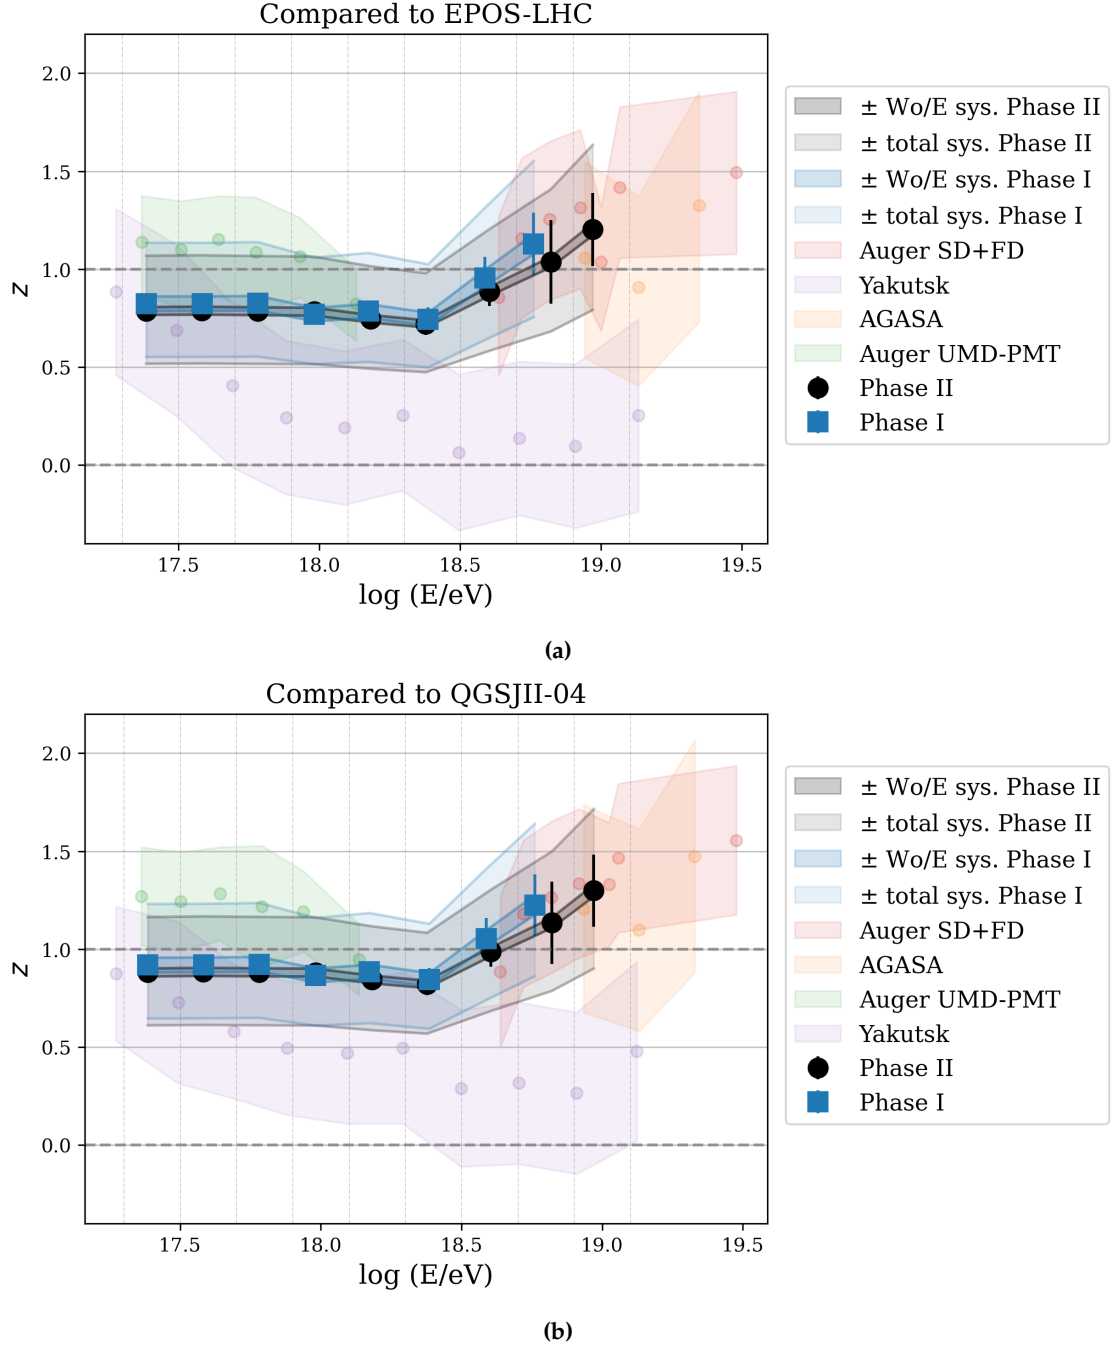 Compared to EPOS-LHC
2.0
1.5
1.0
0.5
0.0
z
17.5 18.0 18.5 19.0 19.5
log (E/eV)
± Wo/E sys. Phase II
± total sys. Phase II
± Wo/E sys. Phase I
± total sys. Phase I
Auger SD+FD
Yakutsk
AGASA
Auger UMD-PMT
Phase II
Phase I
(a)
Compared to QGSJII-04
2.0
1.5
1.0
0.5
0.0
z
17.5 18.0 18.5 19.0 19.5
log (E/eV)
± Wo/E sys. Phase II
± total sys. Phase II
± Wo/E sys. Phase I
± total sys. Phase I
Auger SD+FD
AGASA
Auger UMD-PMT
Yakutsk
Phase II
Phase I
(b)